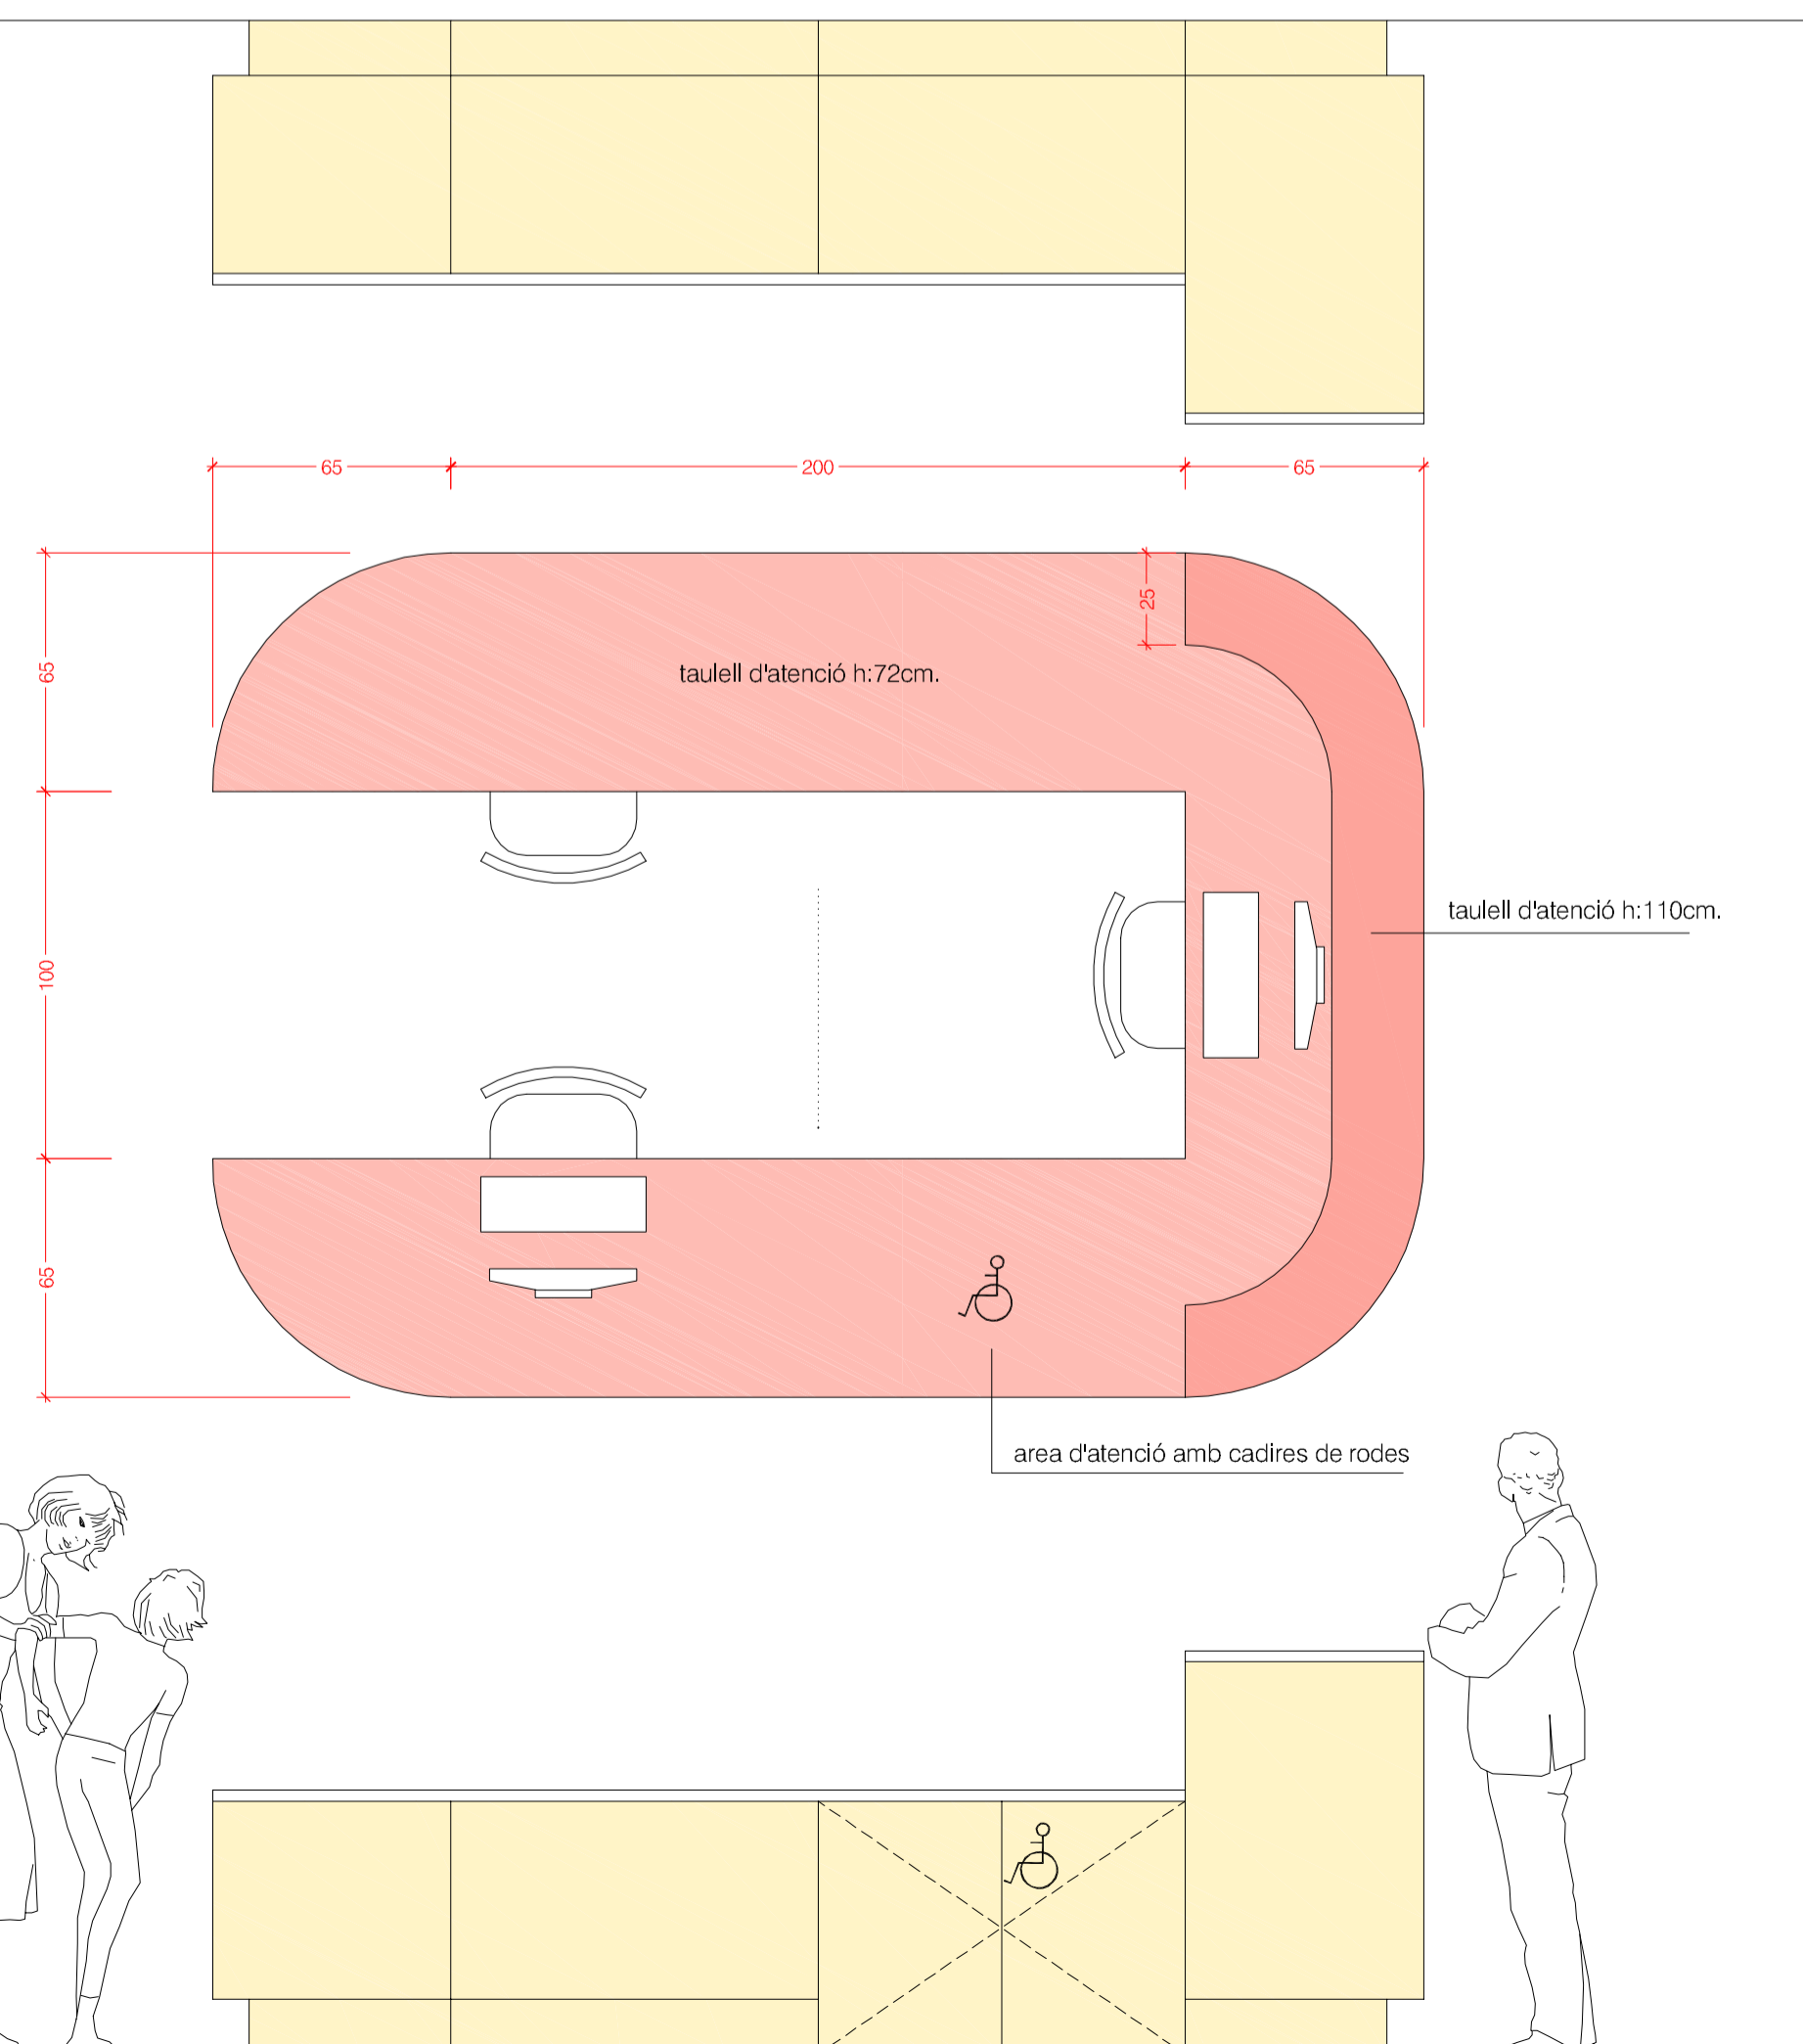 65
200
65
65
25
taulell d'atenció h:72cm.
taulell d'atenció h:110cm.
100
65
area d'atenció amb cadires de rodes